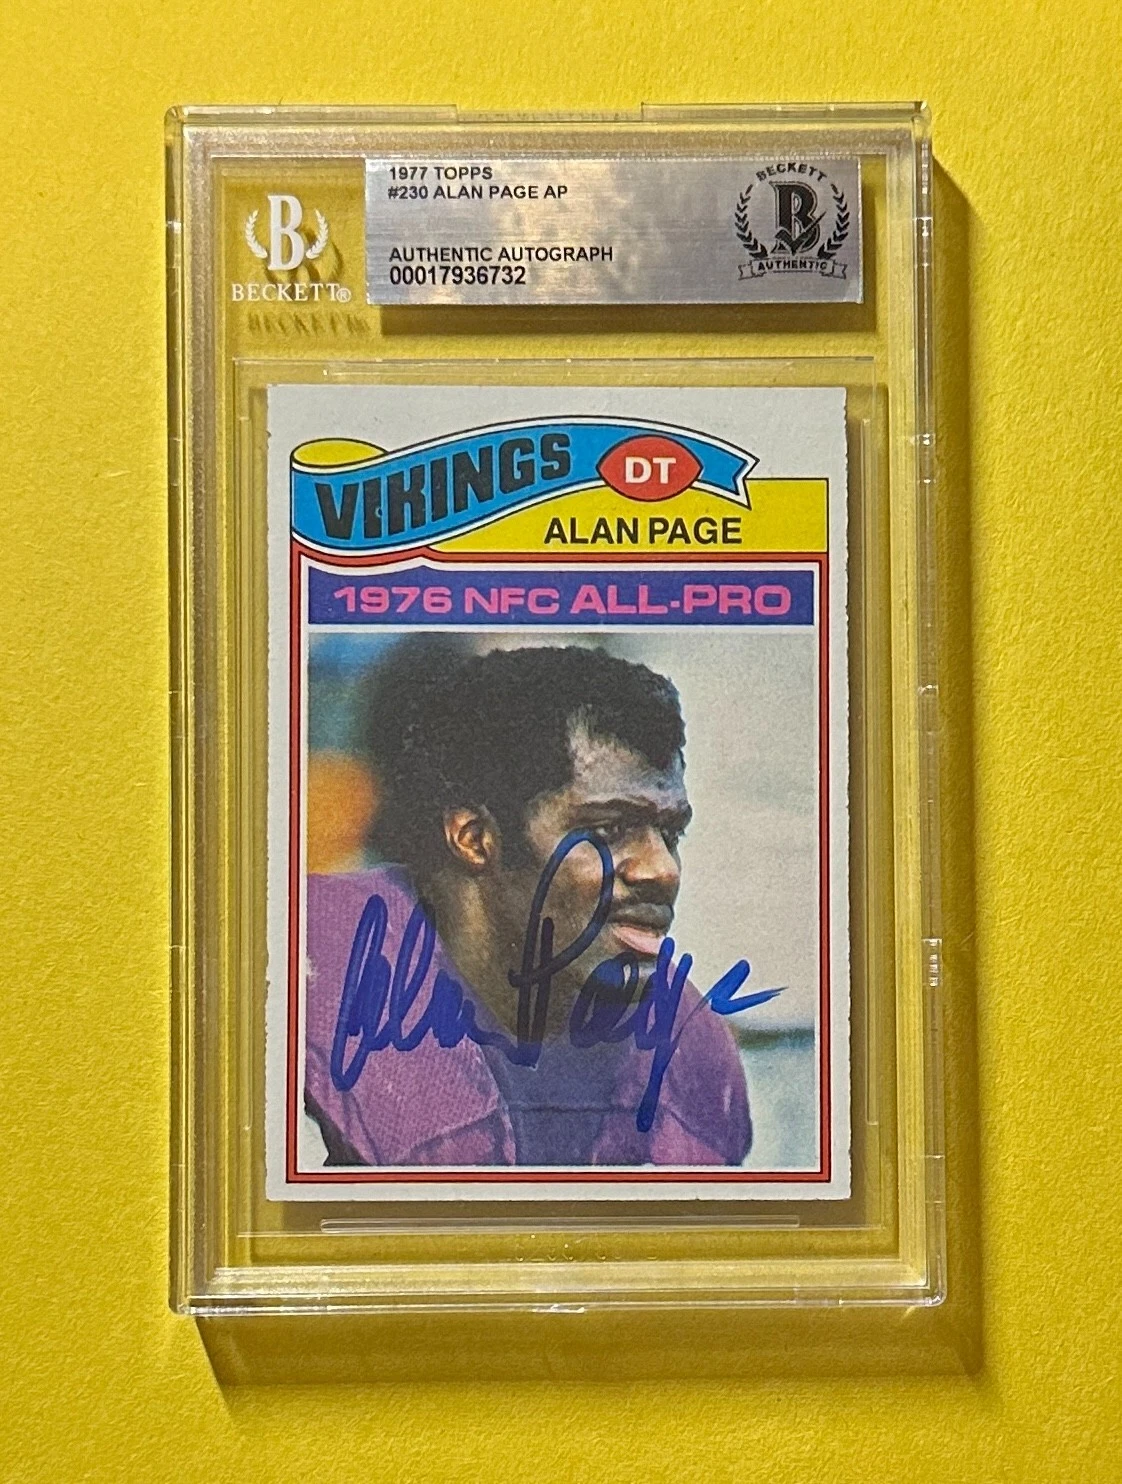 1977 TOPPS
#230 ALAN PAGE AP
AUTHENTIC AUTOGRAPH
00017936732
B
BECKETT®
BECKETT
B
AUTHENTIC
VIKINGS
DT
ALAN PAGE
1976 NFC ALL-PRO
Alan Page